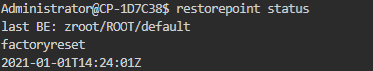 Administrator@CP-1D7C38$ restorepoint status
last BE: zroot/ROOT/default
factoryreset
2021-01-01T14:24:01Z